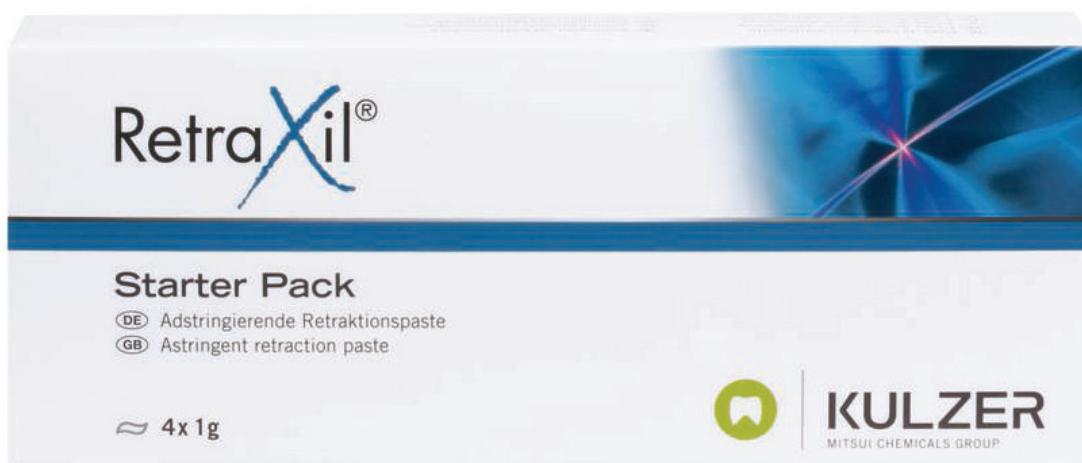 RetraXil®
Starter Pack
DE Adstringierende Retraktionspaste
GB Astringent retraction paste
4x 1g
KULZER
MITSUI CHEMICALS GROUP